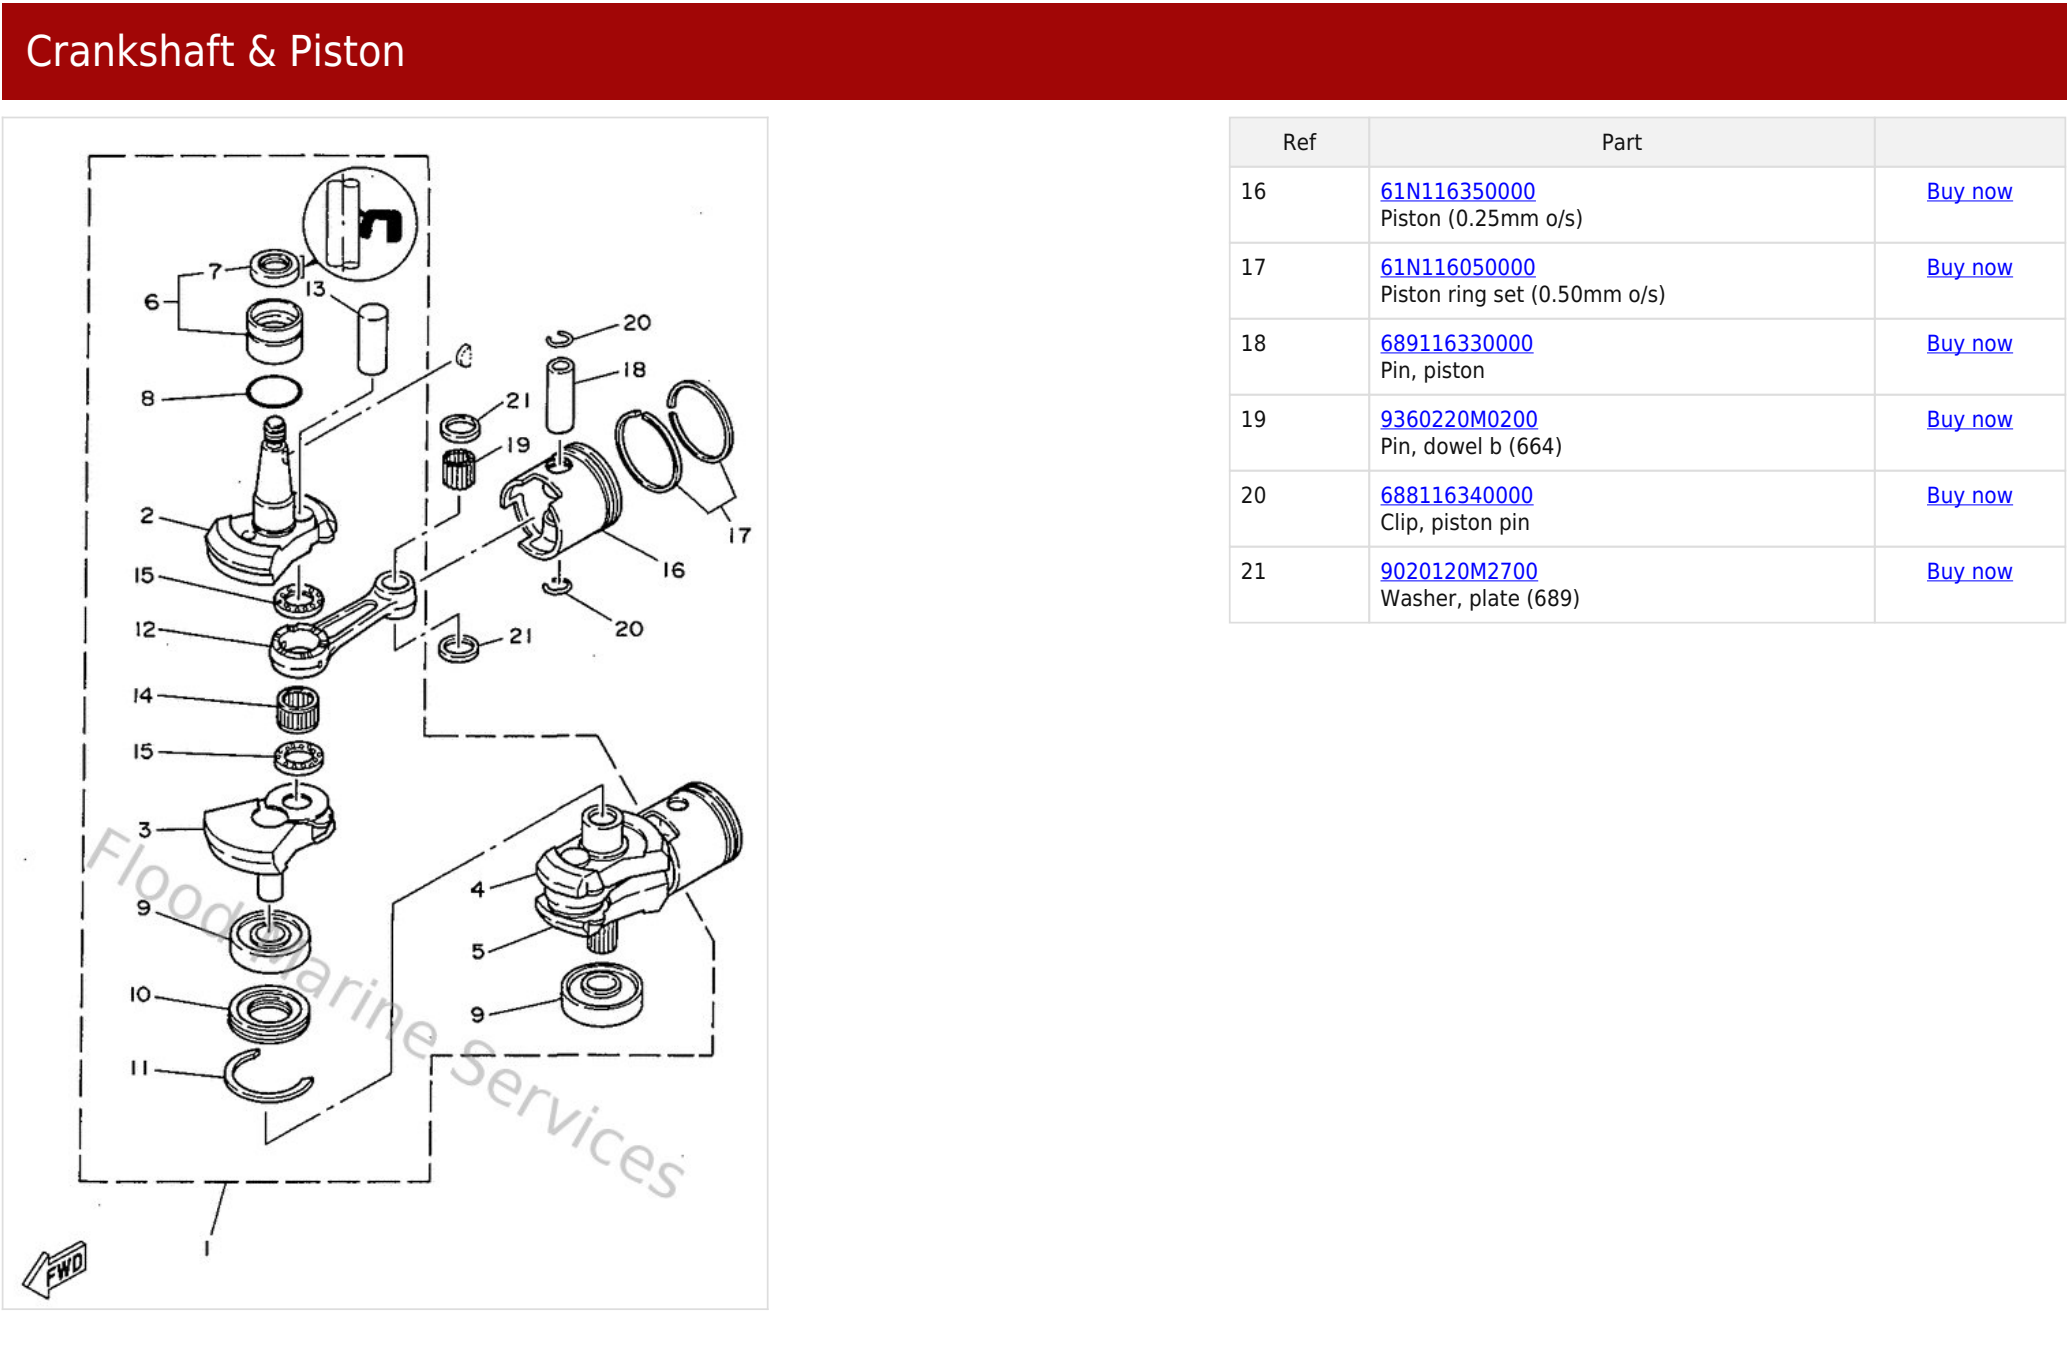 Crankshaft & Piston
7
6
13
8
2
15
12
14
15
3
9
10
11
1
20
18
21
19
17
16
20
21
4
5
9
FWD
Flood Marine Services
Ref Part
16 61N116350000 Buy now
Piston (0.25mm o/s)
17 61N116050000 Buy now
Piston ring set (0.50mm o/s)
18 689116330000 Buy now
Pin, piston
19 9360220M0200 Buy now
Pin, dowel b (664)
20 688116340000 Buy now
Clip, piston pin
21 9020120M2700 Buy now
Washer, plate (689)